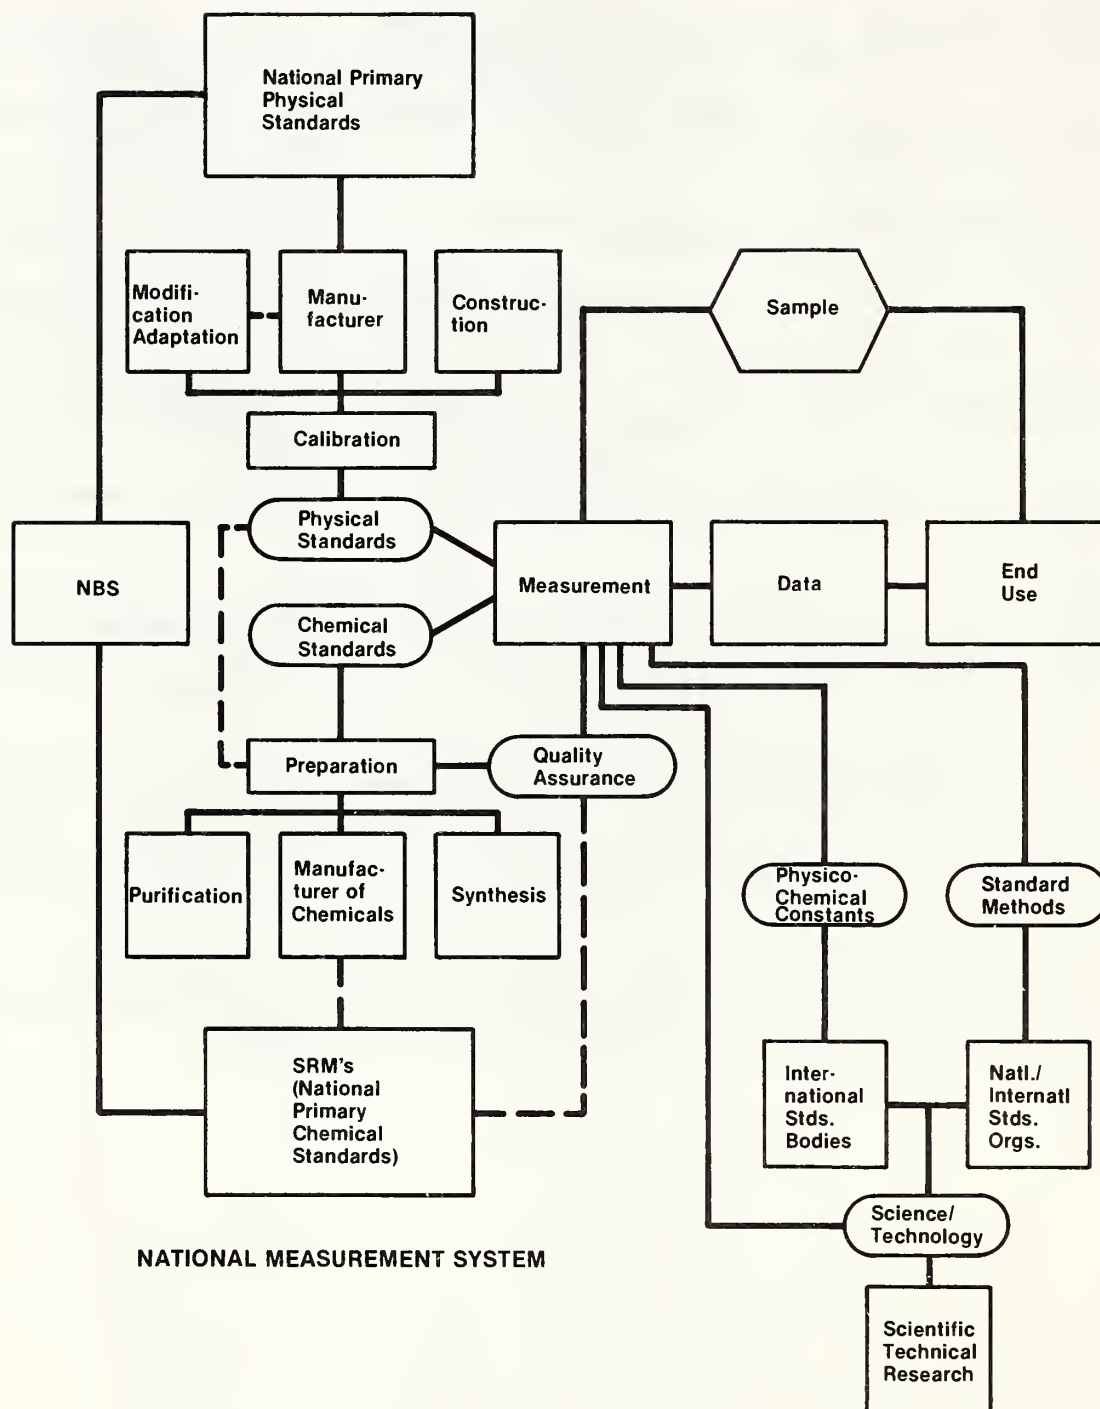 National Primary
Physical
Standards
Modifi-
cation
Adaptation
Manu-
facturer
Construc-
tion
Sample
Calibration
Physical
Standards
NBS
Measurement
Data
End
Use
Chemical
Standards
Preparation
Quality
Assurance
Purification
Manufac-
turer of
Chemicals
Synthesis
Physico-
Chemical
Constants
Standard
Methods
SRM's
(National
Primary
Chemical
Standards)
Inter-
national
Stds.
Bodies
Natl./
Internatl
Stds.
Orgs.
Science/
Technology
NATIONAL MEASUREMENT SYSTEM
Scientific
Technical
Research